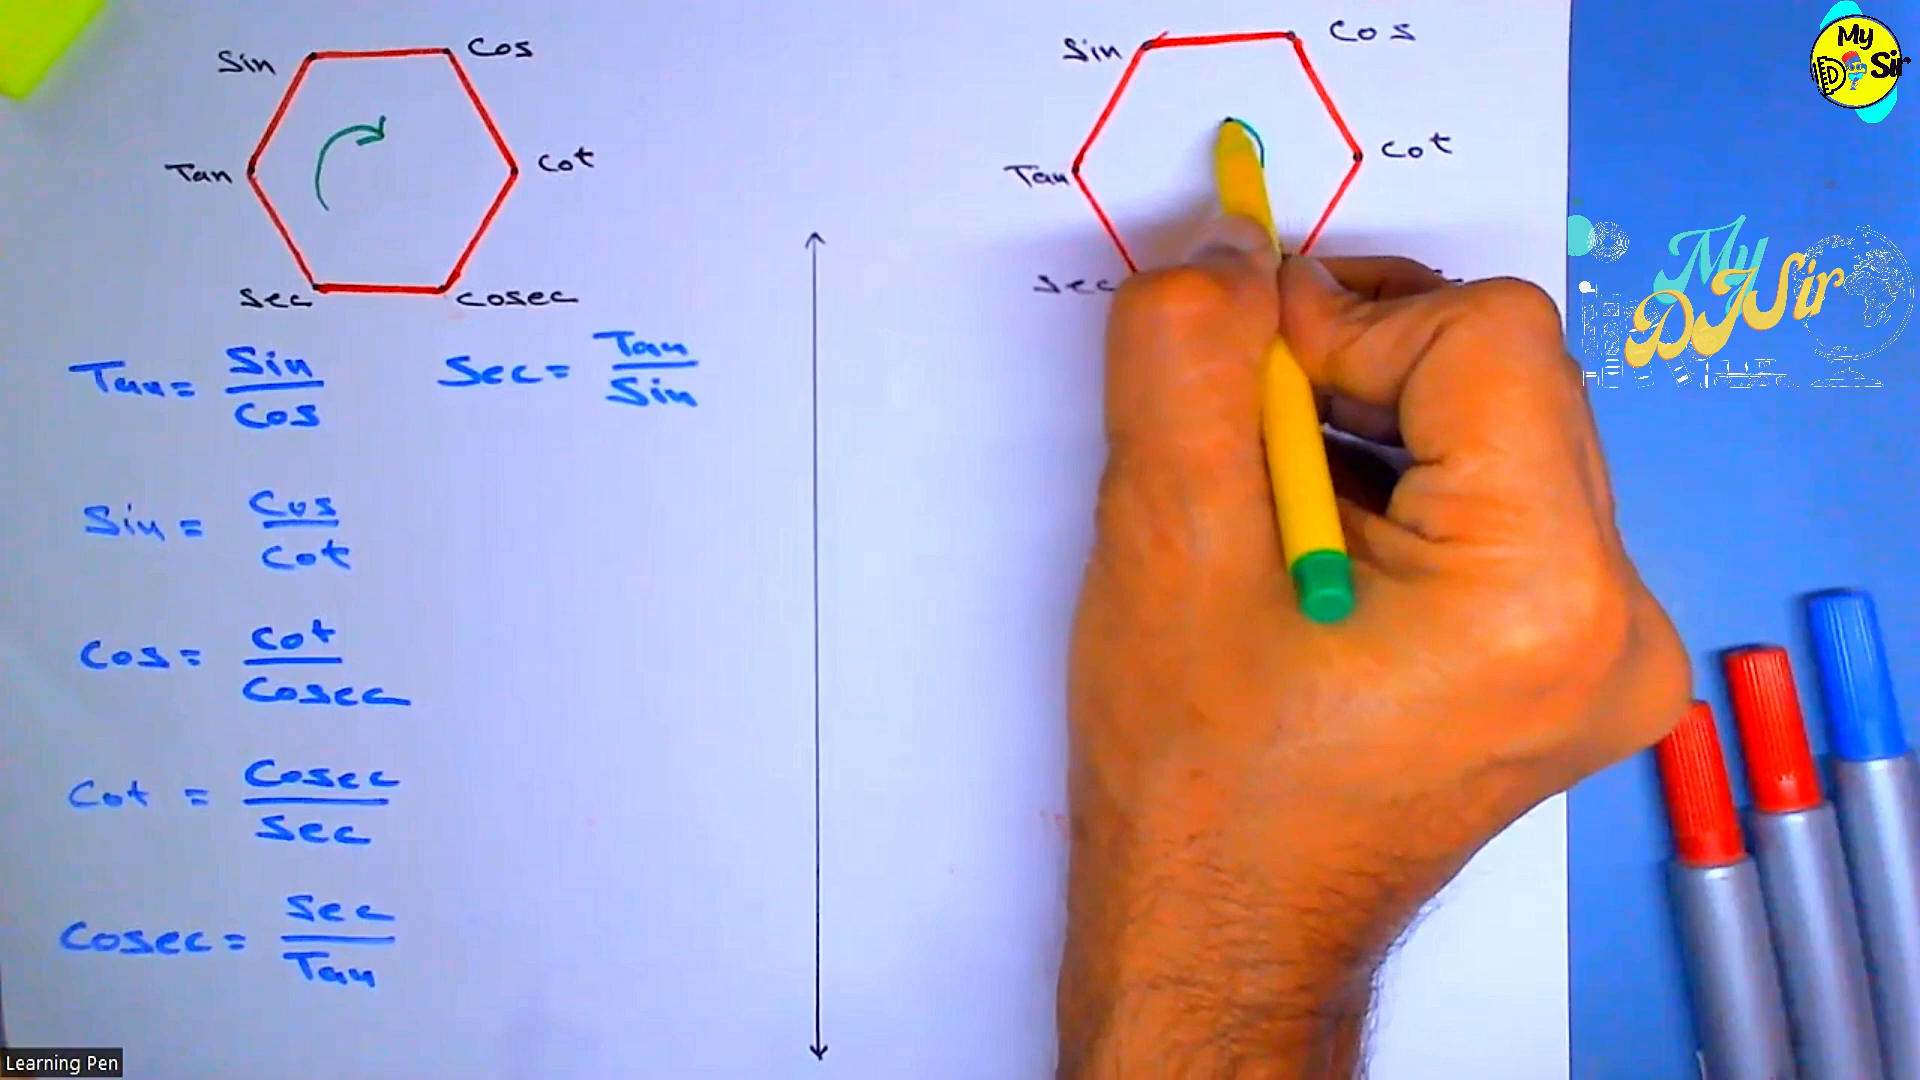 Sin
Cos
Tan
Cot
Sec
Cosec
Tan = Sin / Cos
Sec = Tan / Sin
Sin = Cos / Cot
Cos = Cot / Cosec
Cot = Cosec / Sec
Cosec = Sec / Tan
Sin
Cos
Tan
Cot
Sec
My
DJ Sir
My
DJ Sir
Learning Pen